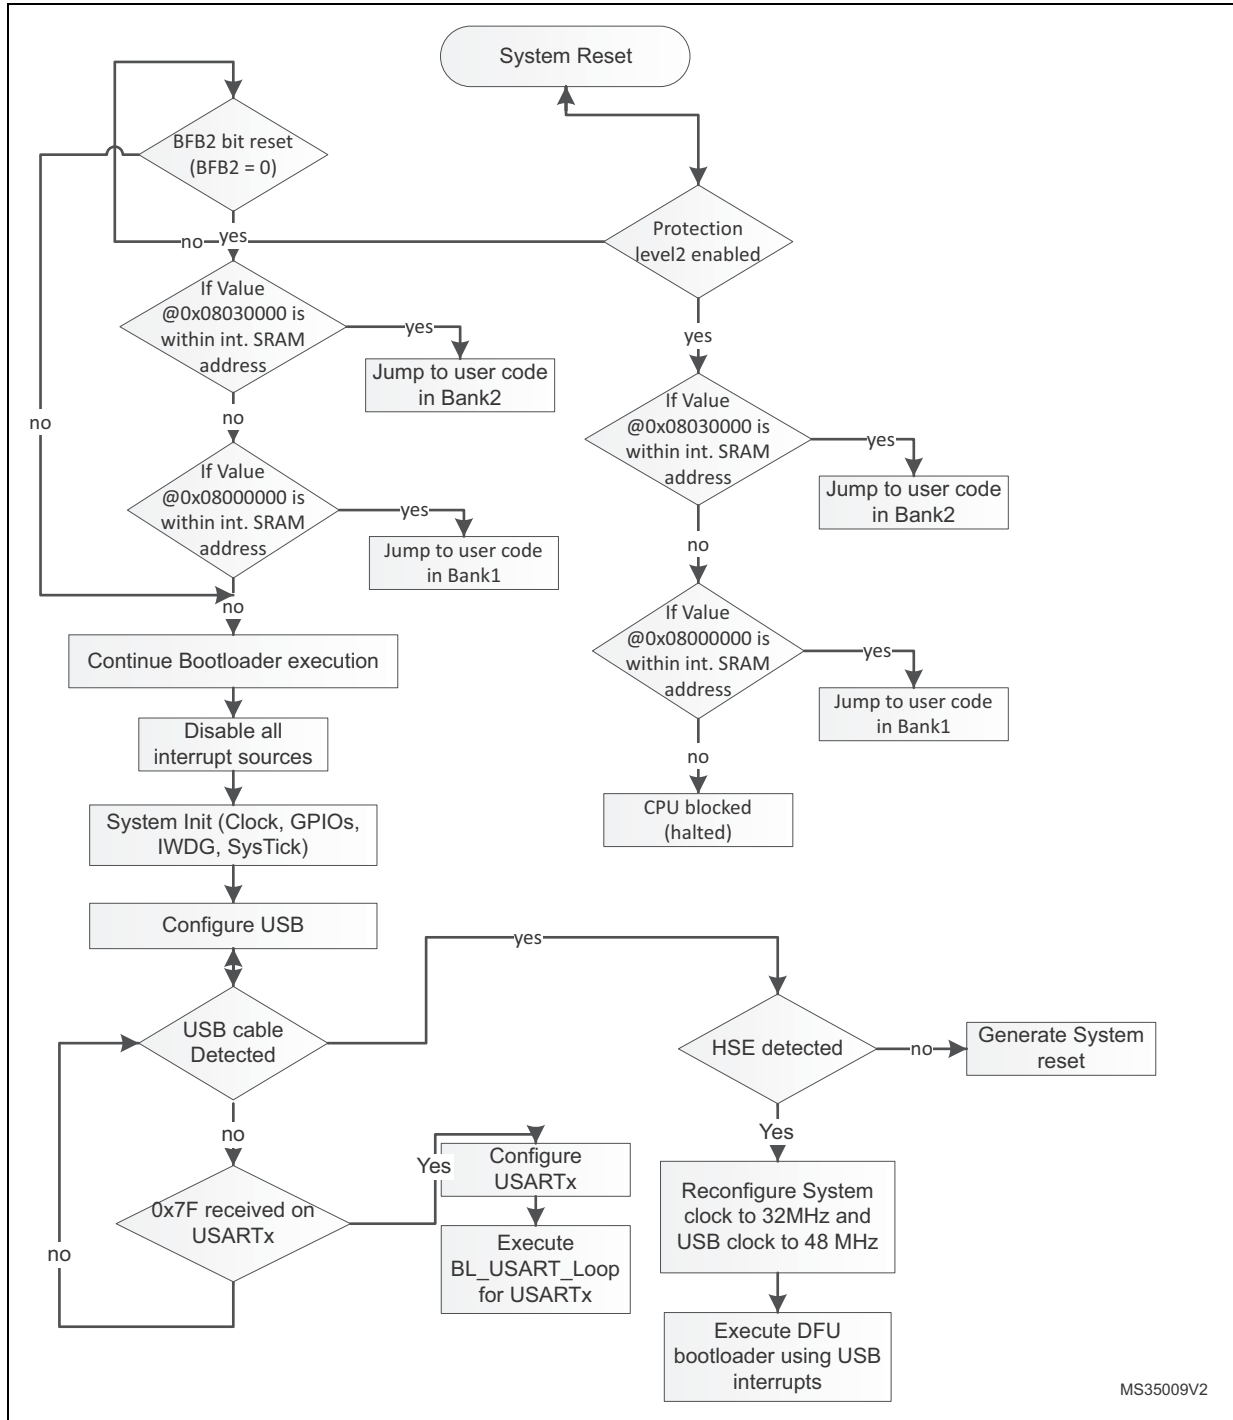 System Reset
BFB2 bit reset
(BFB2 = 0)
Protection
level2 enabled
no
yes
If Value
@0x08030000 is
within int. SRAM
address
yes
Jump to user code
in Bank2
yes
no
no
If Value
@0x08030000 is
within int. SRAM
address
yes
Jump to user code
in Bank2
If Value
@0x08000000 is
within int. SRAM
address
yes
Jump to user code
in Bank1
no
no
If Value
@0x08000000 is
within int. SRAM
address
yes
Jump to user code
in Bank1
no
CPU blocked
(halted)
Continue Bootloader execution
Disable all
interrupt sources
System Init (Clock, GPIOs,
IWDG, SysTick)
Configure USB
yes
USB cable
Detected
HSE detected
no
Generate System
reset
no
Yes
Yes
Configure
USARTx
0x7F received on
USARTx
no
Execute
BL_USART_Loop
for USARTx
Reconfigure System
clock to 32MHz and
USB clock to 48 MHz
Execute DFU
bootloader using USB
interrupts
MS35009V2